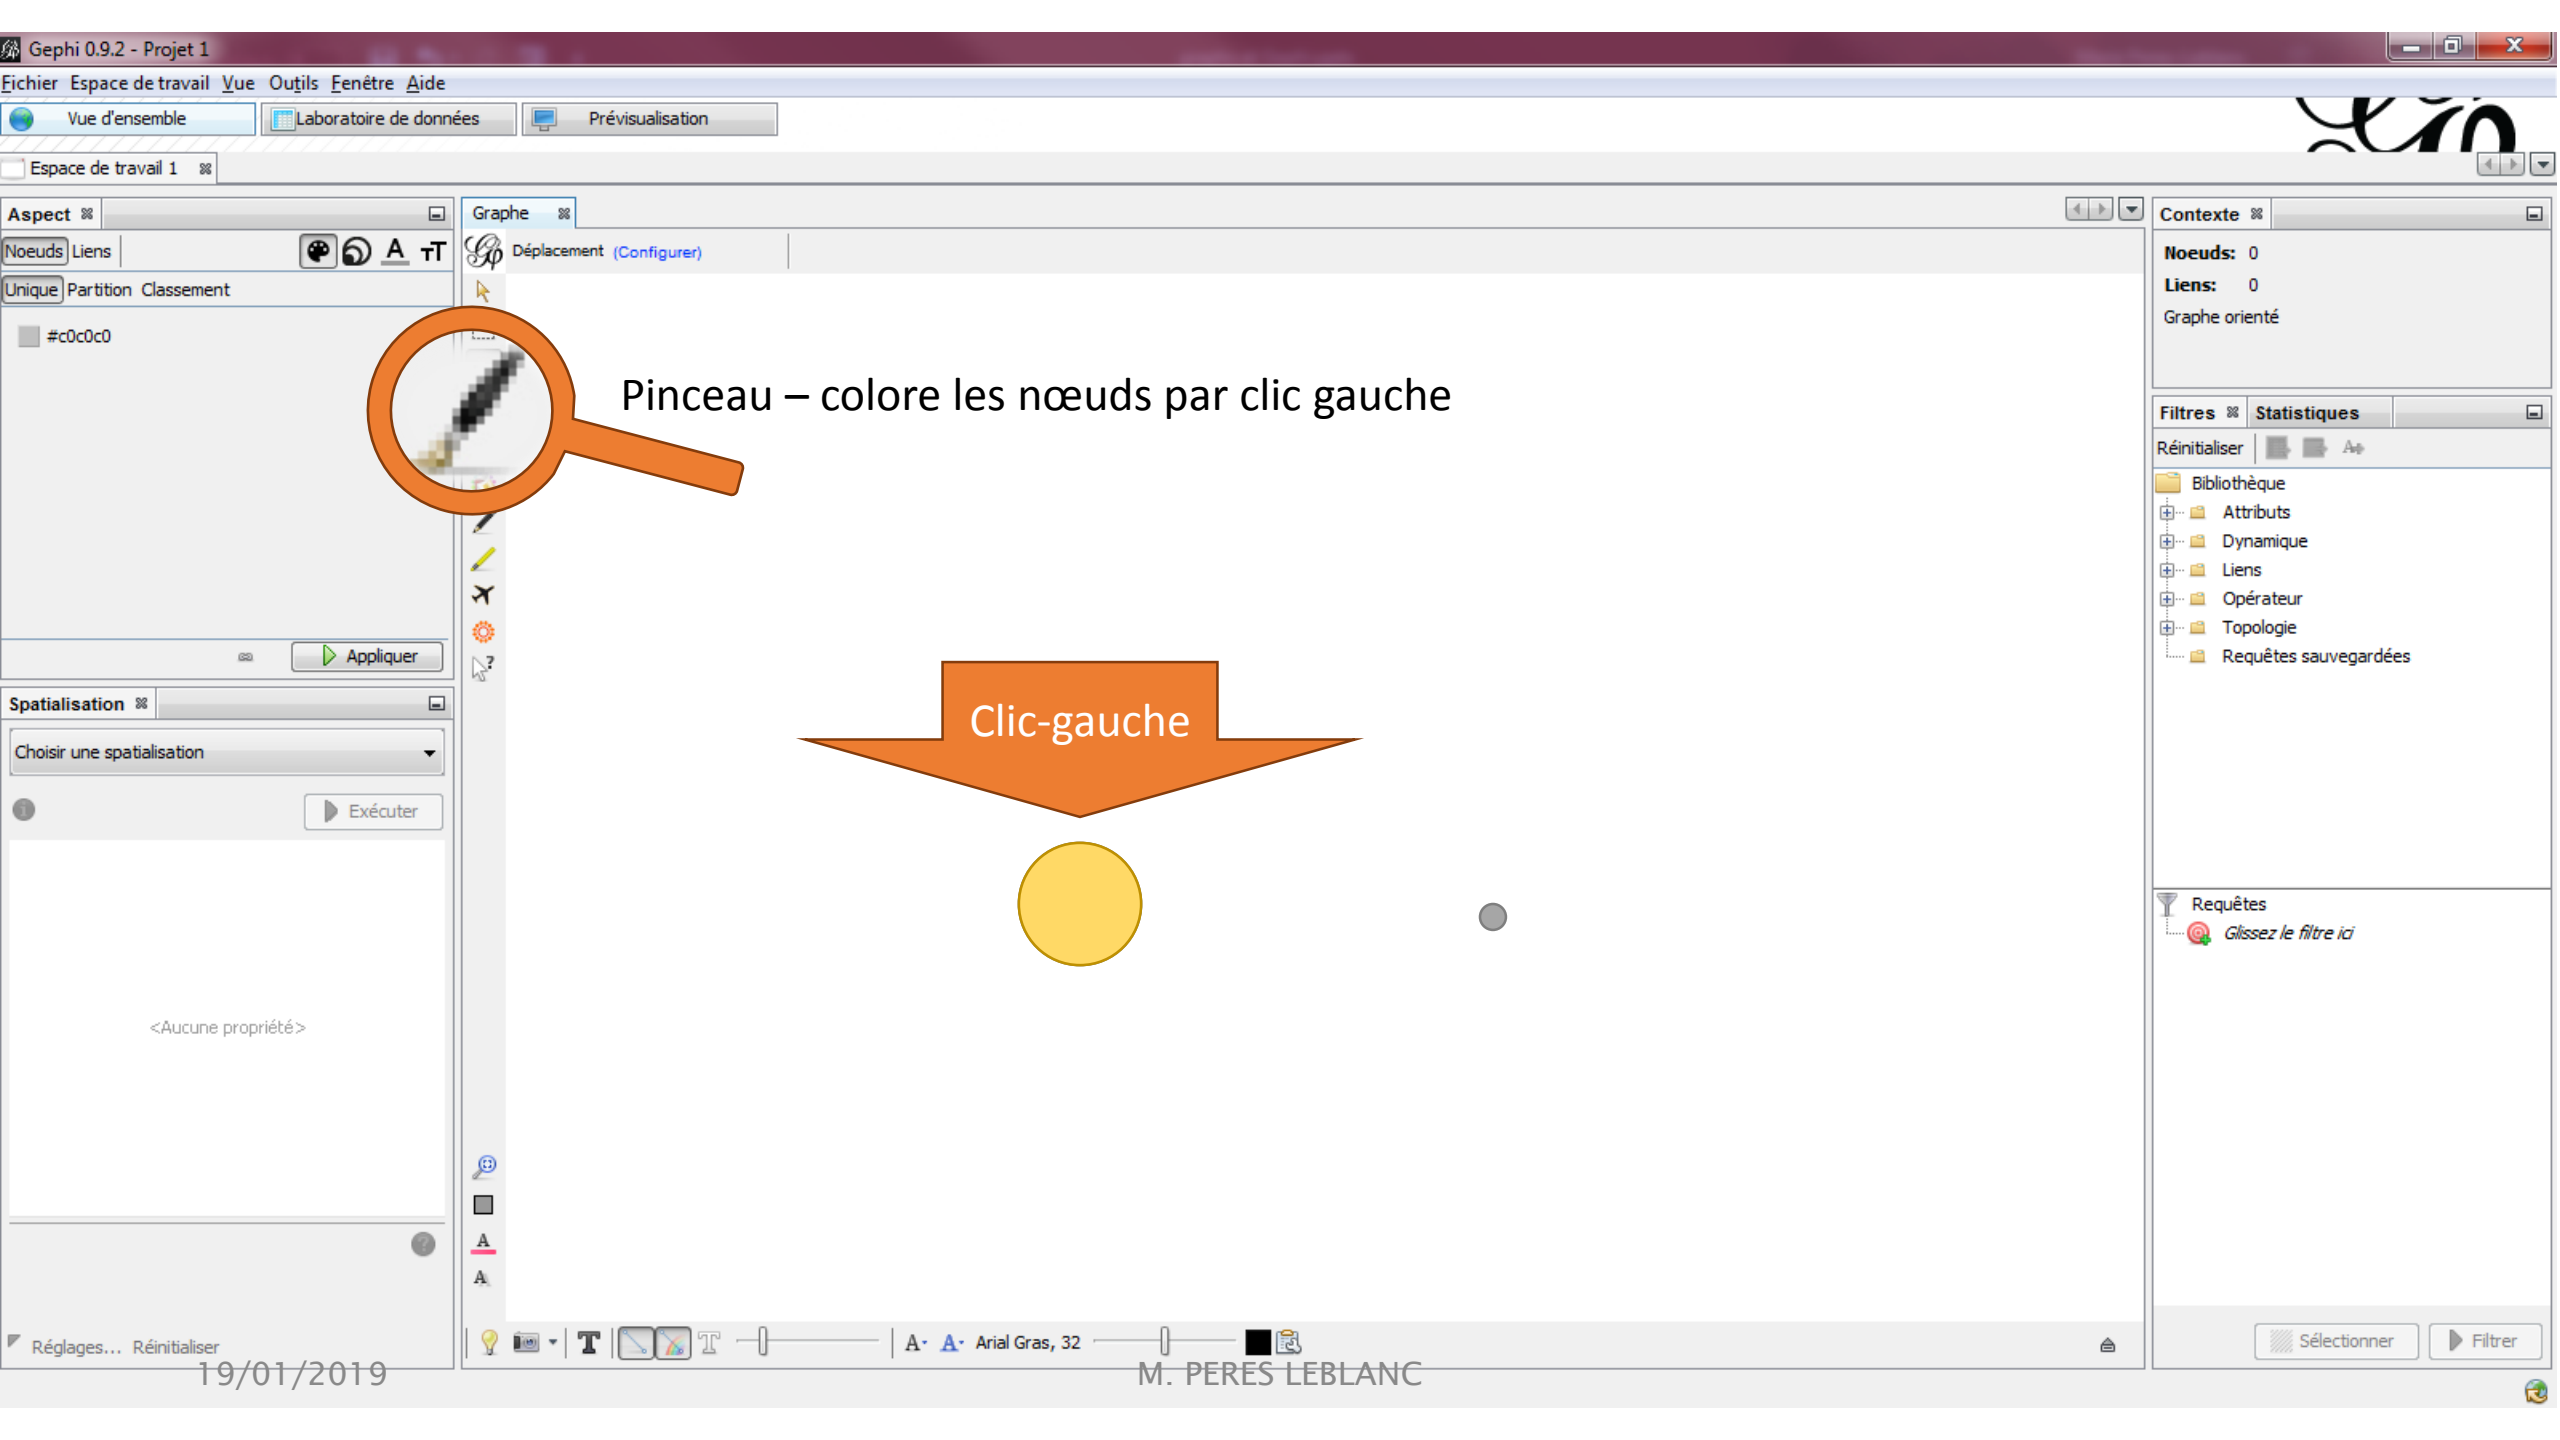 Gephi 0.9.2 - Projet 1
Fichier Espace de travail Vue Outils Fenêtre Aide
Vue d'ensemble Laboratoire de données Prévisualisation
Espace de travail 1
Aspect
Noeuds Liens
Unique Partition Classement
#c0c0c0
Appliquer
Spatialisation
Choisir une spatialisation
Exécuter
<Aucune propriété>
Réglages... Réinitialiser
Graphe
Déplacement (Configurer)
Pinceau – colore les nœuds par clic gauche
Clic-gauche
Arial Gras, 32
Contexte
Noeuds: 0
Liens: 0
Graphe orienté
Filtres Statistiques
Réinitialiser
Bibliothèque
Attributs
Dynamique
Liens
Opérateur
Topologie
Requêtes sauvegardées
Requêtes
Glissez le filtre ici
Sélectionner Filtrer
19/01/2019
M. PERES LEBLANC